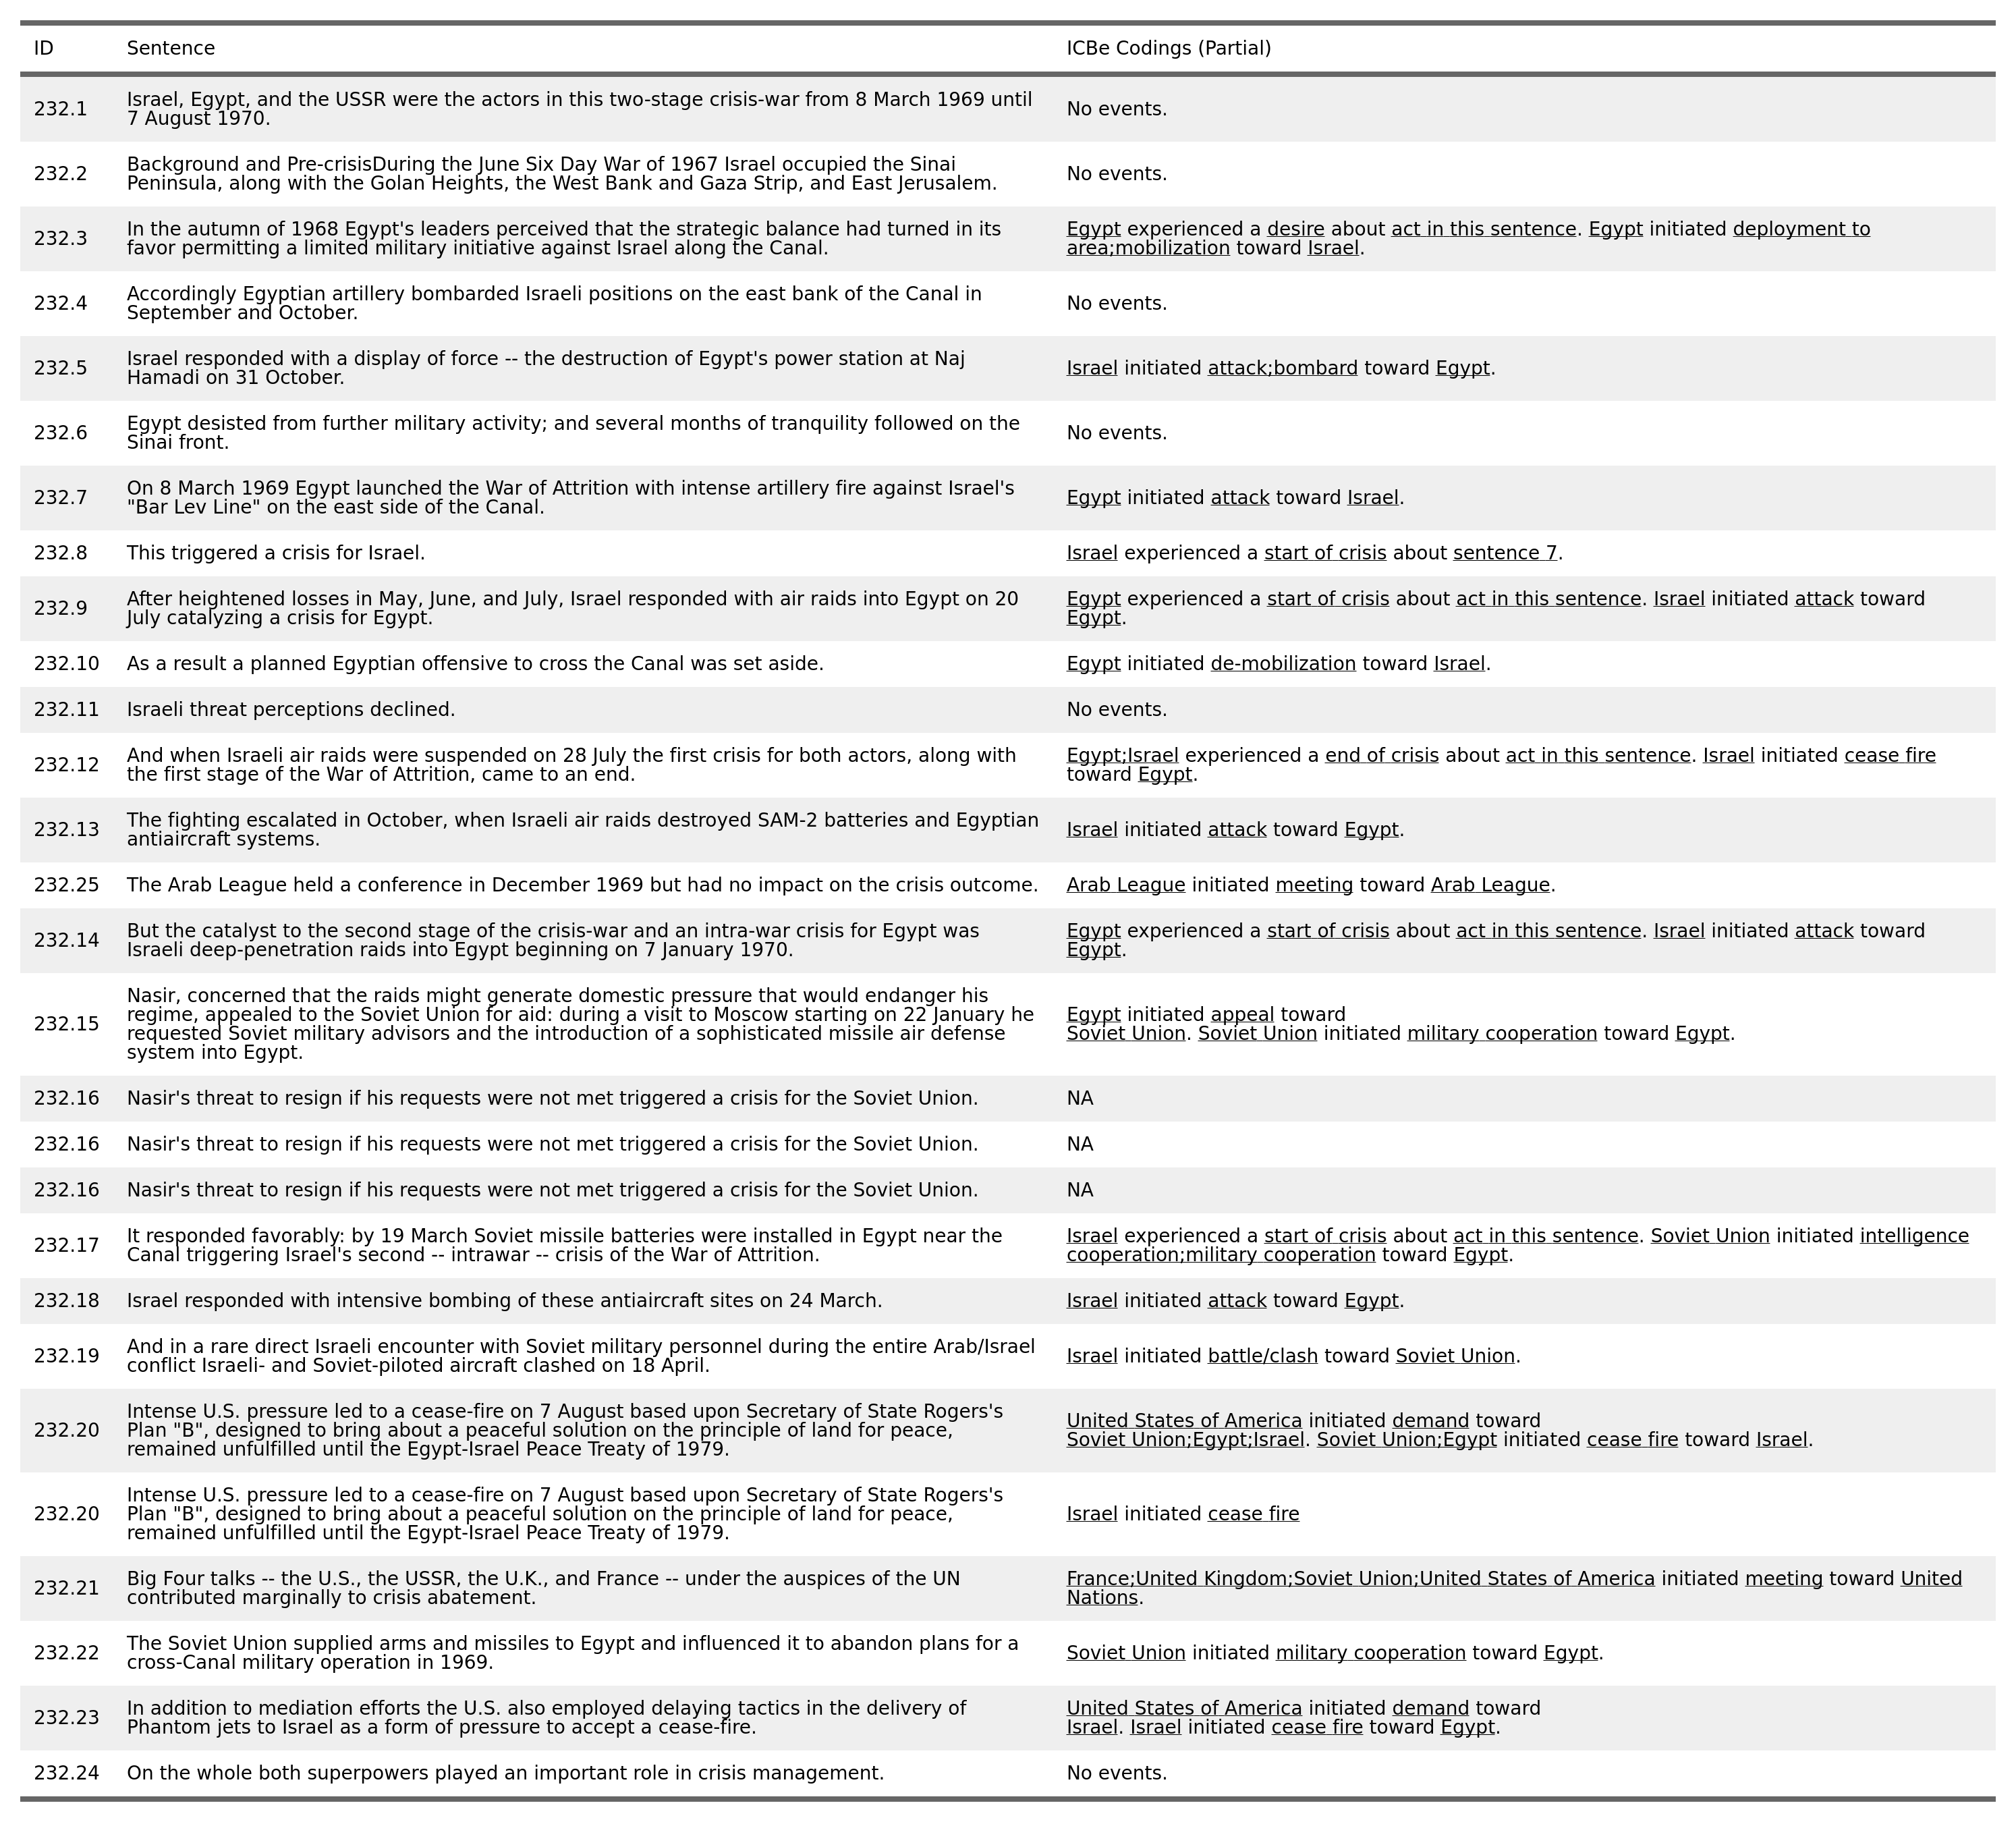 ID Sentence ICBe Codings (Partial)
232.1 Israel, Egypt, and the USSR were the actors in this two-stage crisis-war from 8 March 1969 until
7 August 1970.
No events.
232.2 Background and Pre-crisisDuring the June Six Day War of 1967 Israel occupied the Sinai
Peninsula, along with the Golan Heights, the West Bank and Gaza Strip, and East Jerusalem.
No events.
232.3 In the autumn of 1968 Egypt's leaders perceived that the strategic balance had turned in its
favor permitting a limited military initiative against Israel along the Canal.
Egypt experienced a desire about act in this sentence. Egypt initiated deployment to
area;mobilization toward Israel.
232.4 Accordingly Egyptian artillery bombarded Israeli positions on the east bank of the Canal in
September and October.
No events.
232.5 Israel responded with a display of force -- the destruction of Egypt's power station at Naj
Hamadi on 31 October.
Israel initiated attack;bombard toward Egypt.
232.6 Egypt desisted from further military activity; and several months of tranquility followed on the
Sinai front.
No events.
232.7 On 8 March 1969 Egypt launched the War of Attrition with intense artillery fire against Israel's
"Bar Lev Line" on the east side of the Canal.
Egypt initiated attack toward Israel.
232.8 This triggered a crisis for Israel.
Israel experienced a start of crisis about sentence 7.
232.9 After heightened losses in May, June, and July, Israel responded with air raids into Egypt on 20
July catalyzing a crisis for Egypt.
Egypt experienced a start of crisis about act in this sentence. Israel initiated attack toward
Egypt.
232.10 As a result a planned Egyptian offensive to cross the Canal was set aside.
Egypt initiated de-mobilization toward Israel.
232.11 Israeli threat perceptions declined.
No events.
232.12 And when Israeli air raids were suspended on 28 July the first crisis for both actors, along with
the first stage of the War of Attrition, came to an end.
Egypt;Israel experienced a end of crisis about act in this sentence. Israel initiated cease fire
toward Egypt.
232.13 The fighting escalated in October, when Israeli air raids destroyed SAM-2 batteries and Egyptian
antiaircraft systems.
Israel initiated attack toward Egypt.
232.25 The Arab League held a conference in December 1969 but had no impact on the crisis outcome.
Arab League initiated meeting toward Arab League.
232.14 But the catalyst to the second stage of the crisis-war and an intra-war crisis for Egypt was
Israeli deep-penetration raids into Egypt beginning on 7 January 1970.
Egypt experienced a start of crisis about act in this sentence. Israel initiated attack toward
Egypt.
232.15 Nasir, concerned that the raids might generate domestic pressure that would endanger his
regime, appealed to the Soviet Union for aid: during a visit to Moscow starting on 22 January he
requested Soviet military advisors and the introduction of a sophisticated missile air defense
system into Egypt.
Egypt initiated appeal toward
Soviet Union. Soviet Union initiated military cooperation toward Egypt.
232.16 Nasir's threat to resign if his requests were not met triggered a crisis for the Soviet Union.
NA
232.16 Nasir's threat to resign if his requests were not met triggered a crisis for the Soviet Union.
NA
232.16 Nasir's threat to resign if his requests were not met triggered a crisis for the Soviet Union.
NA
232.17 It responded favorably: by 19 March Soviet missile batteries were installed in Egypt near the
Canal triggering Israel's second -- intrawar -- crisis of the War of Attrition.
Israel experienced a start of crisis about act in this sentence. Soviet Union initiated intelligence
cooperation;military cooperation toward Egypt.
232.18 Israel responded with intensive bombing of these antiaircraft sites on 24 March.
Israel initiated attack toward Egypt.
232.19 And in a rare direct Israeli encounter with Soviet military personnel during the entire Arab/Israel
conflict Israeli- and Soviet-piloted aircraft clashed on 18 April.
Israel initiated battle/clash toward Soviet Union.
232.20 Intense U.S. pressure led to a cease-fire on 7 August based upon Secretary of State Rogers's
Plan "B", designed to bring about a peaceful solution on the principle of land for peace,
remained unfulfilled until the Egypt-Israel Peace Treaty of 1979.
United States of America initiated demand toward
Soviet Union;Egypt;Israel. Soviet Union;Egypt initiated cease fire toward Israel.
232.20 Intense U.S. pressure led to a cease-fire on 7 August based upon Secretary of State Rogers's
Plan "B", designed to bring about a peaceful solution on the principle of land for peace,
remained unfulfilled until the Egypt-Israel Peace Treaty of 1979.
Israel initiated cease fire
232.21 Big Four talks -- the U.S., the USSR, the U.K., and France -- under the auspices of the UN
contributed marginally to crisis abatement.
France;United Kingdom;Soviet Union;United States of America initiated meeting toward United
Nations.
232.22 The Soviet Union supplied arms and missiles to Egypt and influenced it to abandon plans for a
cross-Canal military operation in 1969.
Soviet Union initiated military cooperation toward Egypt.
232.23 In addition to mediation efforts the U.S. also employed delaying tactics in the delivery of
Phantom jets to Israel as a form of pressure to accept a cease-fire.
United States of America initiated demand toward
Israel. Israel initiated cease fire toward Egypt.
232.24 On the whole both superpowers played an important role in crisis management.
No events.